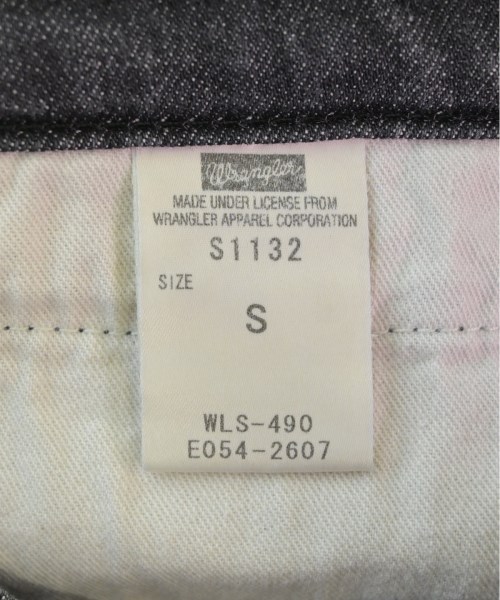 Wrangler
MADE UNDER LICENSE FROM
WRANGLER APPAREL CORPORATION
S1132
SIZE
S
WLS-490
E054-2607